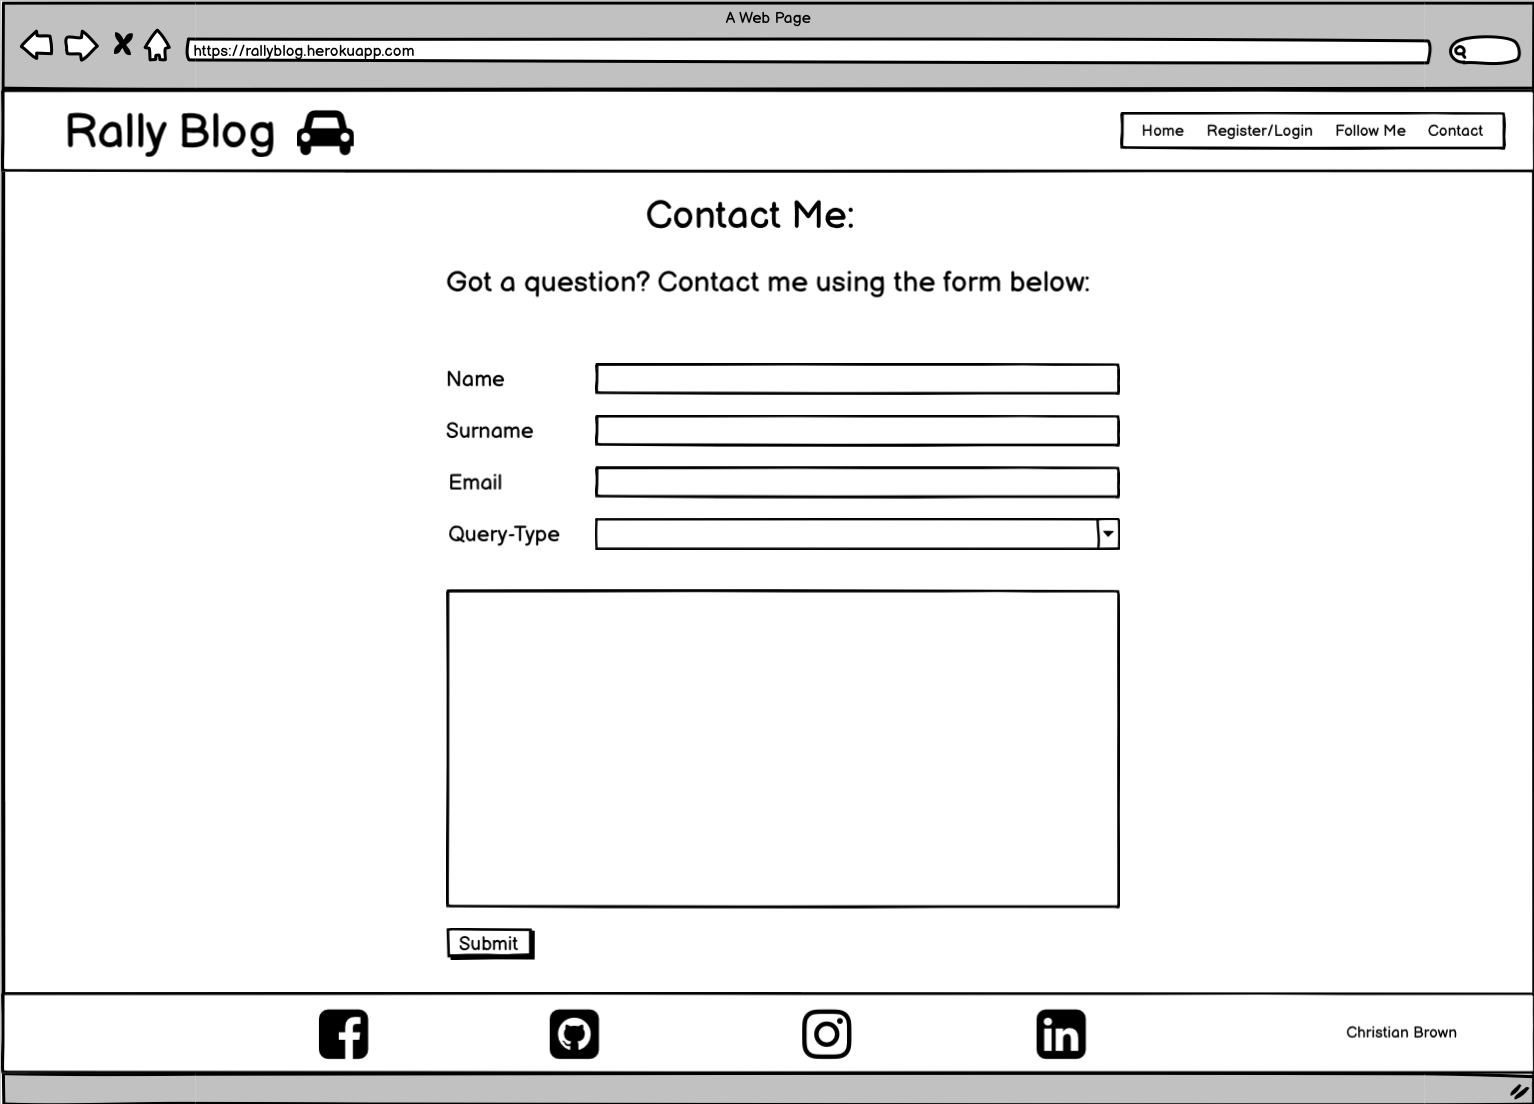 A Web Page
https://rallyblog.herokuapp.com
Rally Blog
Home Register/Login Follow Me Contact
Contact Me:
Got a question? Contact me using the form below:
Name
Surname
Email
Query-Type
Submit
Christian Brown